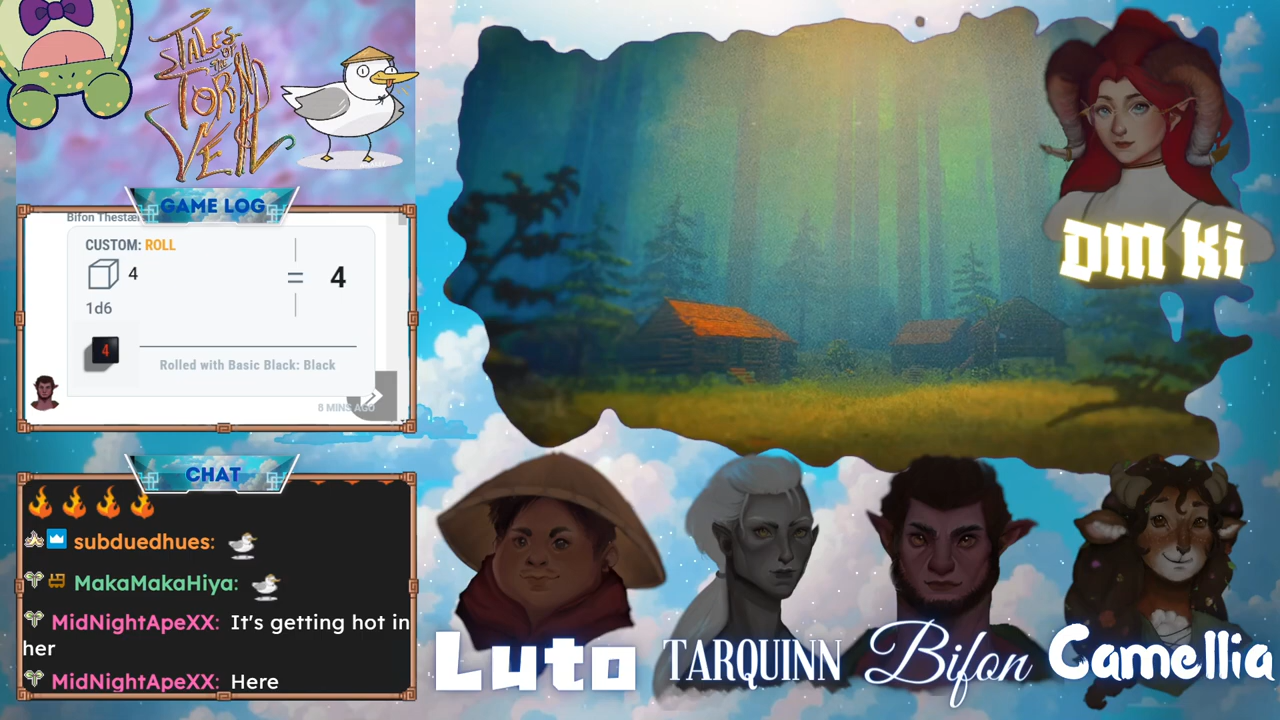 TALES
OF
THE
TORN
VEIL
GAME LOG
CUSTOM: ROLL
4
= 4
1d6
4
Rolled with Basic Black: Black
8 MINS AGO
CHAT
subduedhues:
MakaMakaHiya:
MidNightApeXX: It's getting hot in
her
MidNightApeXX: Here
DM Ki
Luto
TARQUINN
Bifon
Camellia